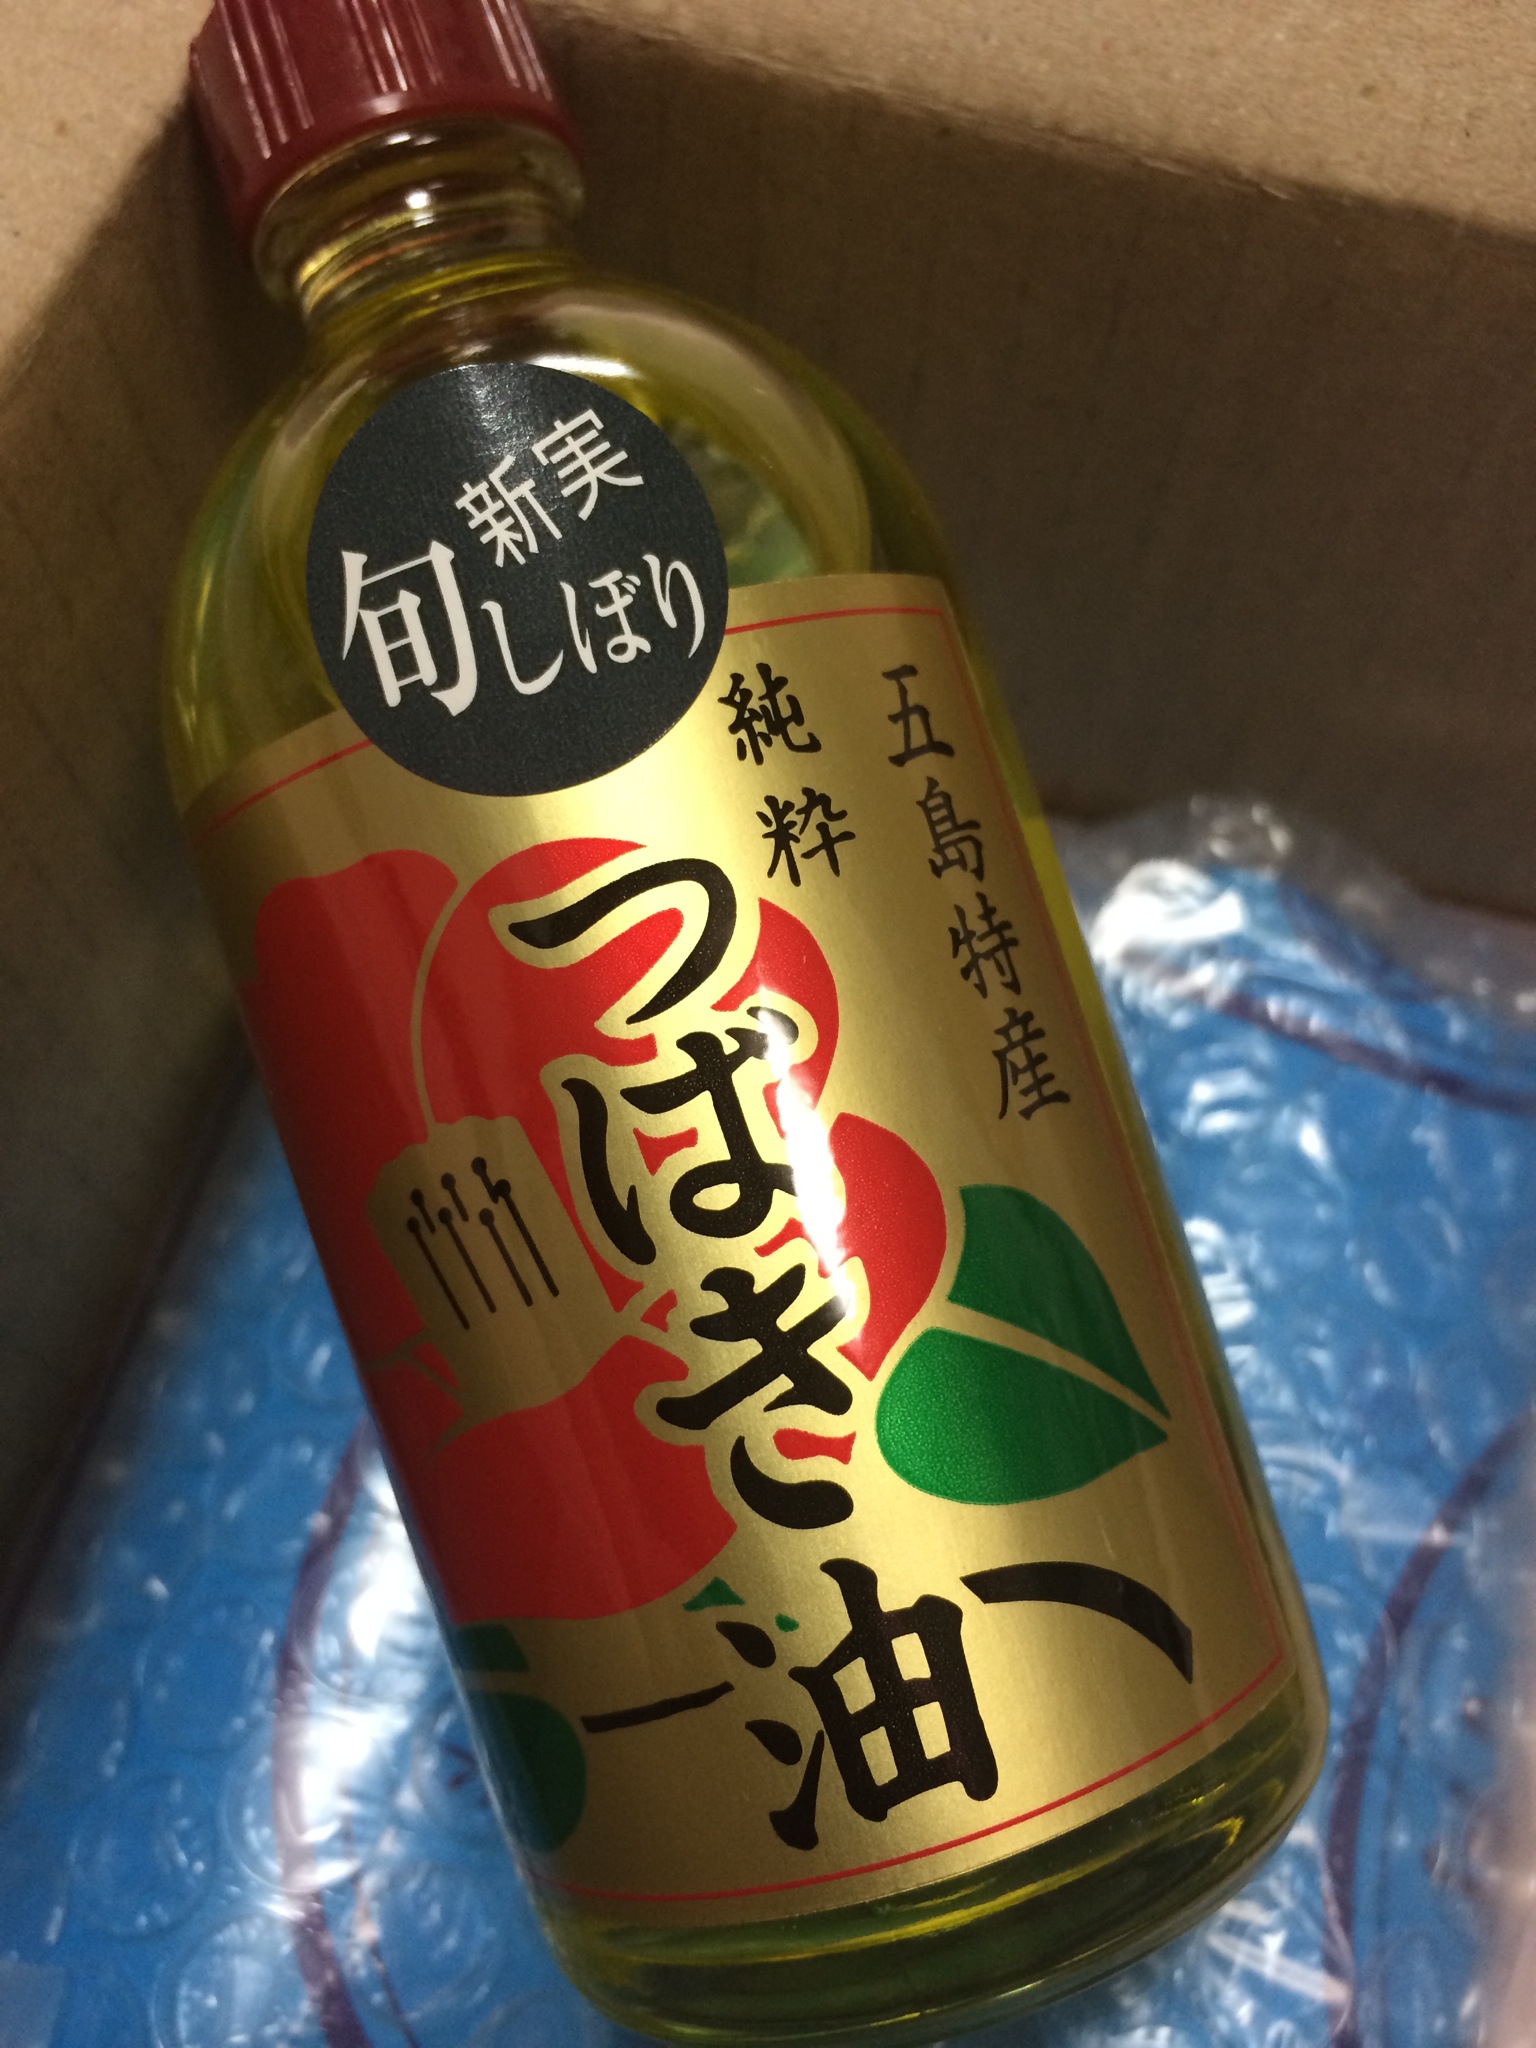 新実
旬しぼり
五島特産
純粋
つばき油